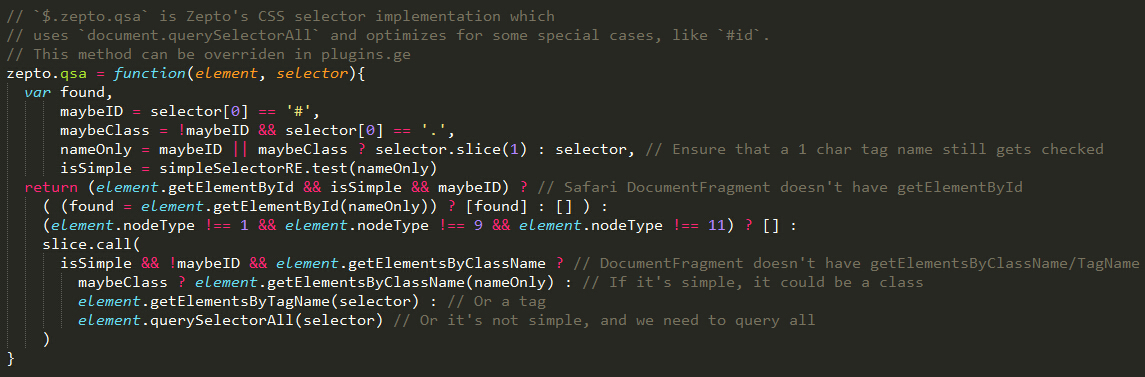 // `$.zepto.qsa` is Zepto's CSS selector implementation which
// uses `document.querySelectorAll` and optimizes for some special cases, like `#id`.
// This method can be overriden in plugins.ge
zepto.qsa = function(element, selector){
  var found,
      maybeID = selector[0] == '#',
      maybeClass = !maybeID && selector[0] == '.',
      nameOnly = maybeID || maybeClass ? selector.slice(1) : selector, // Ensure that a 1 char tag name still gets checked
      isSimple = simpleSelectorRE.test(nameOnly)
  return (element.getElementById && isSimple && maybeID) ? // Safari DocumentFragment doesn't have getElementById
    ( (found = element.getElementById(nameOnly)) ? [found] : [] ) :
    (element.nodeType !== 1 && element.nodeType !== 9 && element.nodeType !== 11) ? [] :
    slice.call(
      isSimple && !maybeID && element.getElementsByClassName ? // DocumentFragment doesn't have getElementsByClassName/TagName
        maybeClass ? element.getElementsByClassName(nameOnly) : // If it's simple, it could be a class
        element.getElementsByTagName(selector) : // Or a tag
        element.querySelectorAll(selector) // Or it's not simple, and we need to query all
    )
}